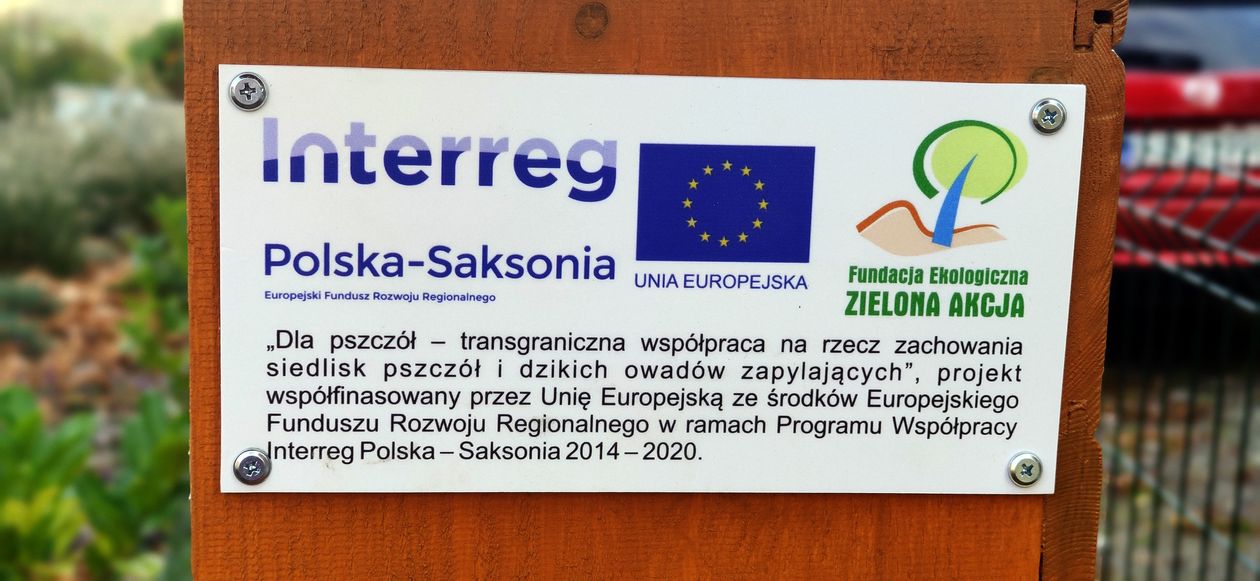 Interreg
Polska-Saksonia
Europejski Fundusz Rozwoju Regionalnego
UNIA EUROPEJSKA
Fundacja Ekologiczna
ZIELONA AKCJA
„Dla pszczół – transgraniczna współpraca na rzecz zachowania
siedlisk pszczół i dzikich owadów zapylających”, projekt
współfinasowany przez Unię Europejską ze środków Europejskiego
Funduszu Rozwoju Regionalnego w ramach Programu Współpracy
Interreg Polska – Saksonia 2014 – 2020.